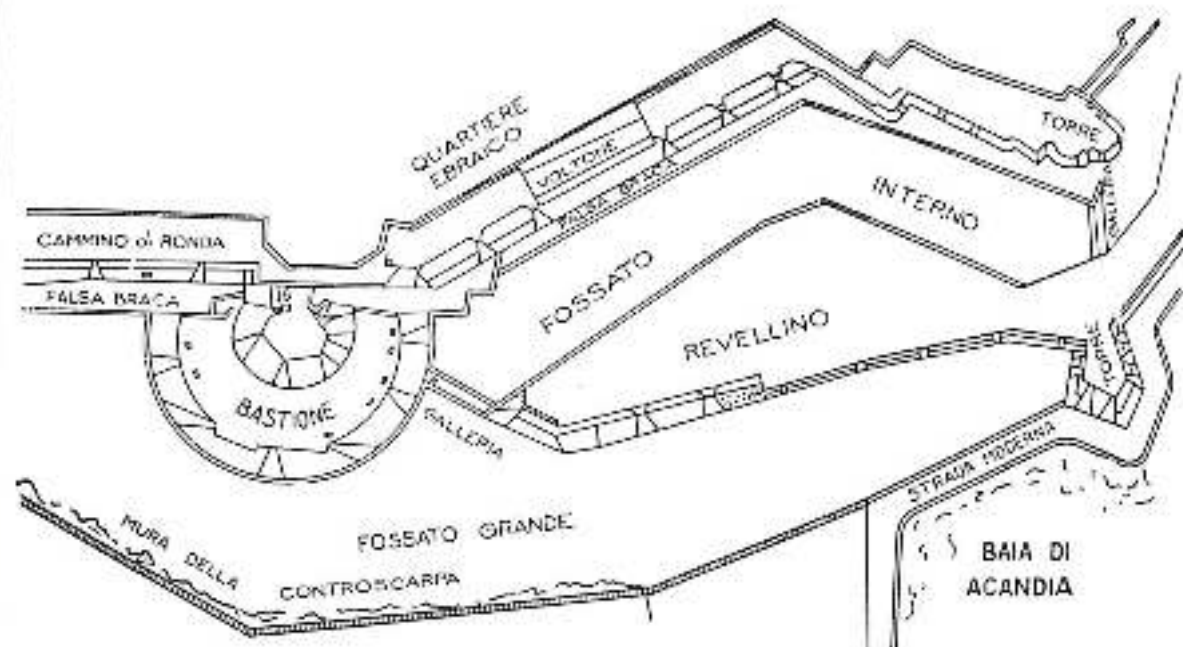 QUARTIERE
EBRAICO
VOLTONE
FALSA BRACA
TORRE
INTERNO
CAMMINO di RONDA
FALSA BRACA
FOSSATO
REVELLINO
BASTIONE
GALLERIA
TORRE
STRADA MODERNA
MURA DELLA
CONTROSCARPA
FOSSATO GRANDE
BAIA DI
ACANDIA